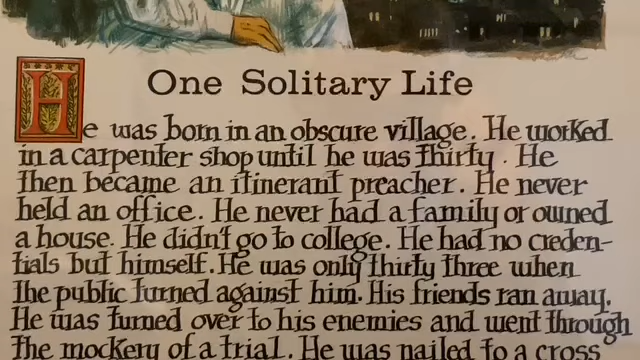 One Solitary Life
He was born in an obscure village. He worked
in a carpenter shop until he was thirty. He
then became an itinerant preacher. He never
held an office. He never had a family or owned
a house. He didn't go to college. He had no creden-
tials but himself. He was only thirty three when
the public turned against him. His friends ran away.
He was turned over to his enemies and went through
the mockery of a trial. He was nailed to a cross